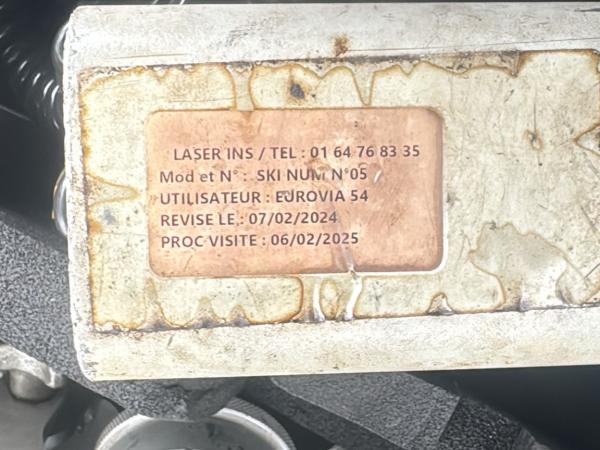 LASER INS / TEL : 01 64 76 83 35
Mod et N° : SKI NUM N°05
UTILISATEUR : EUROVIA 54
REVISE LE : 07/02/2024
PROC VISITE : 06/02/2025